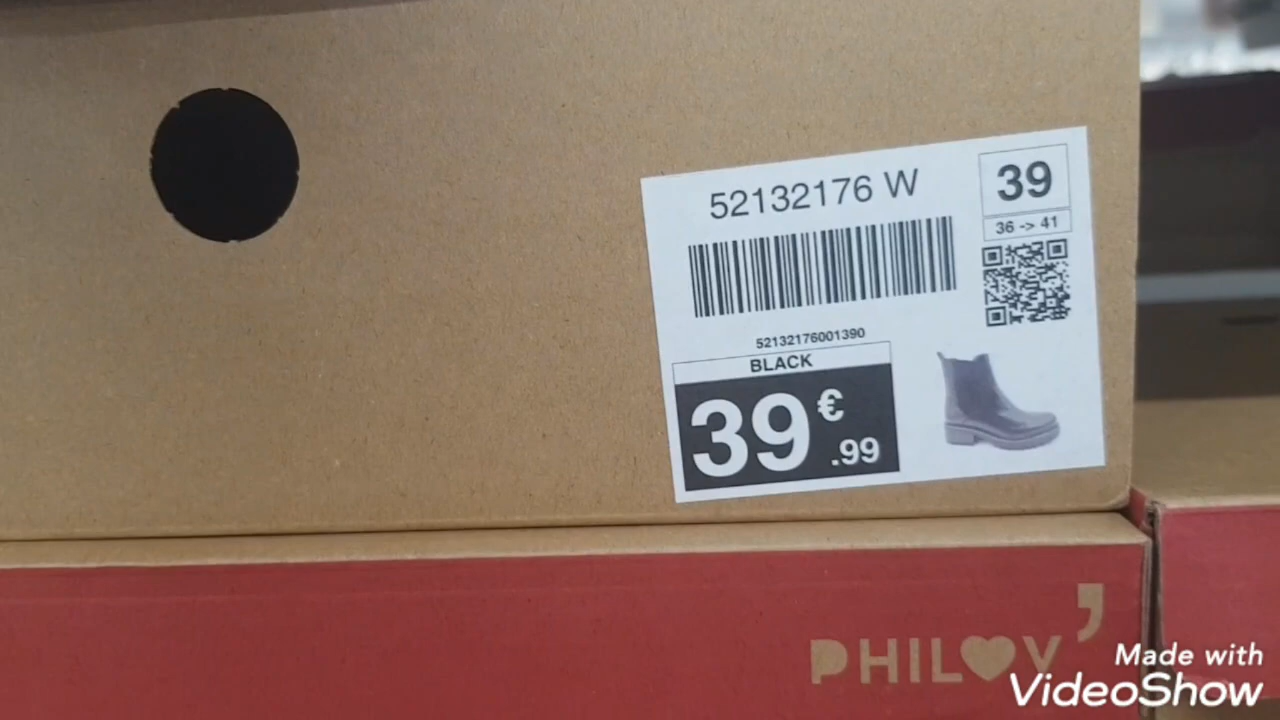 52132176 W
39
36 -> 41
52132176001390
BLACK
39€.99
PHILOV'
Made with
VideoShow